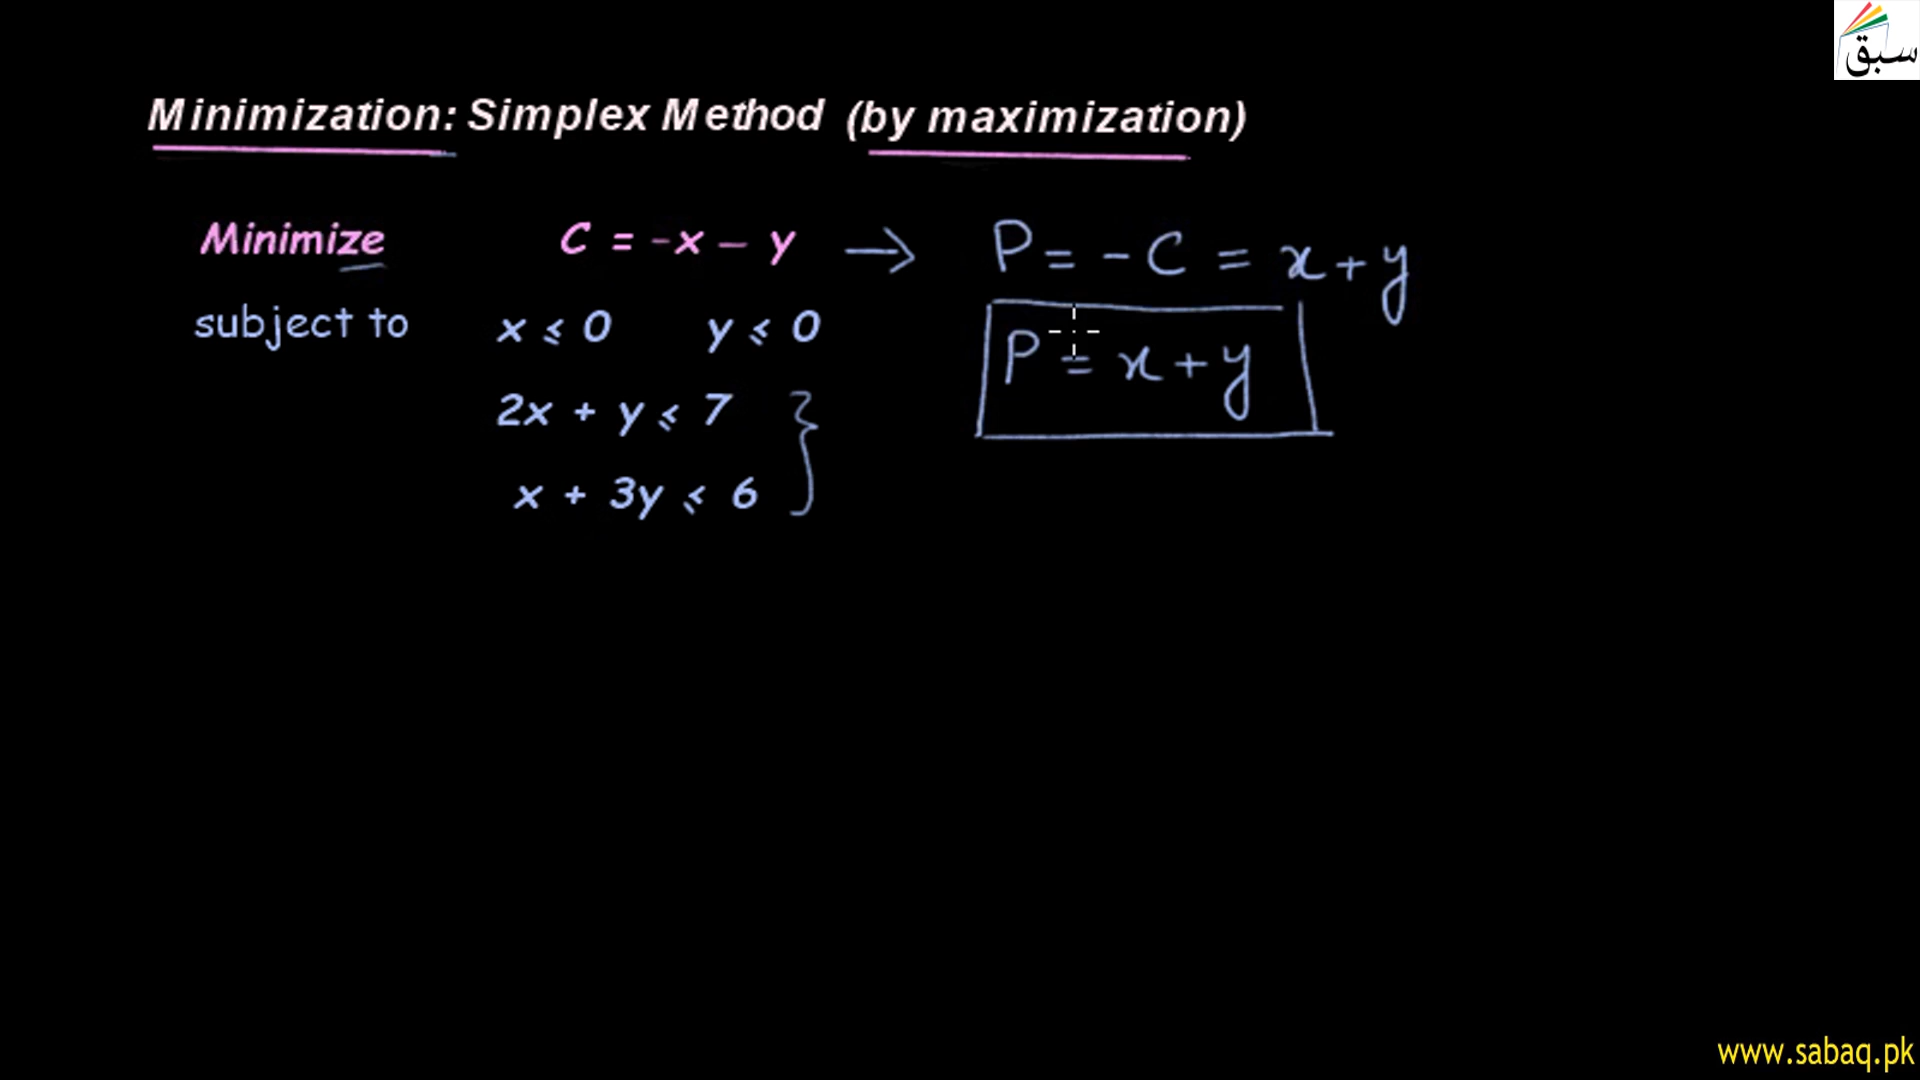 سبق
Minimization: Simplex Method (by maximization)
Minimize C = -x - y → P = - C = x + y
subject to x ≤ 0 y ≤ 0
P = x + y
2x + y ≤ 7
x + 3y ≤ 6
www.sabaq.pk